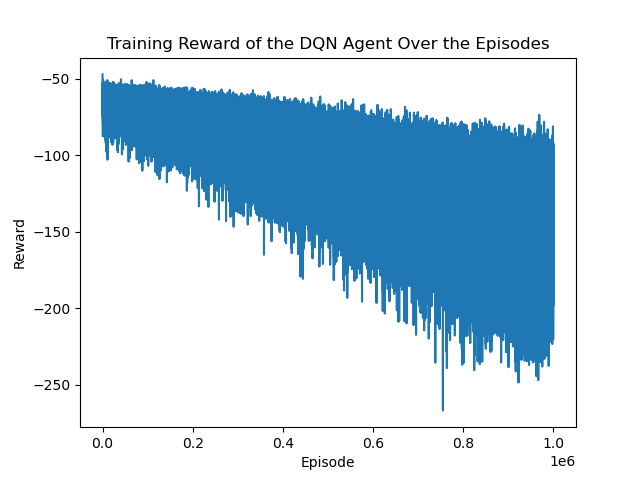 Training Reward of the DQN Agent Over the Episodes
−50
−100
−150
−200
−250
Reward
0.0 0.2 0.4 0.6 0.8 1.0
1e6
Episode